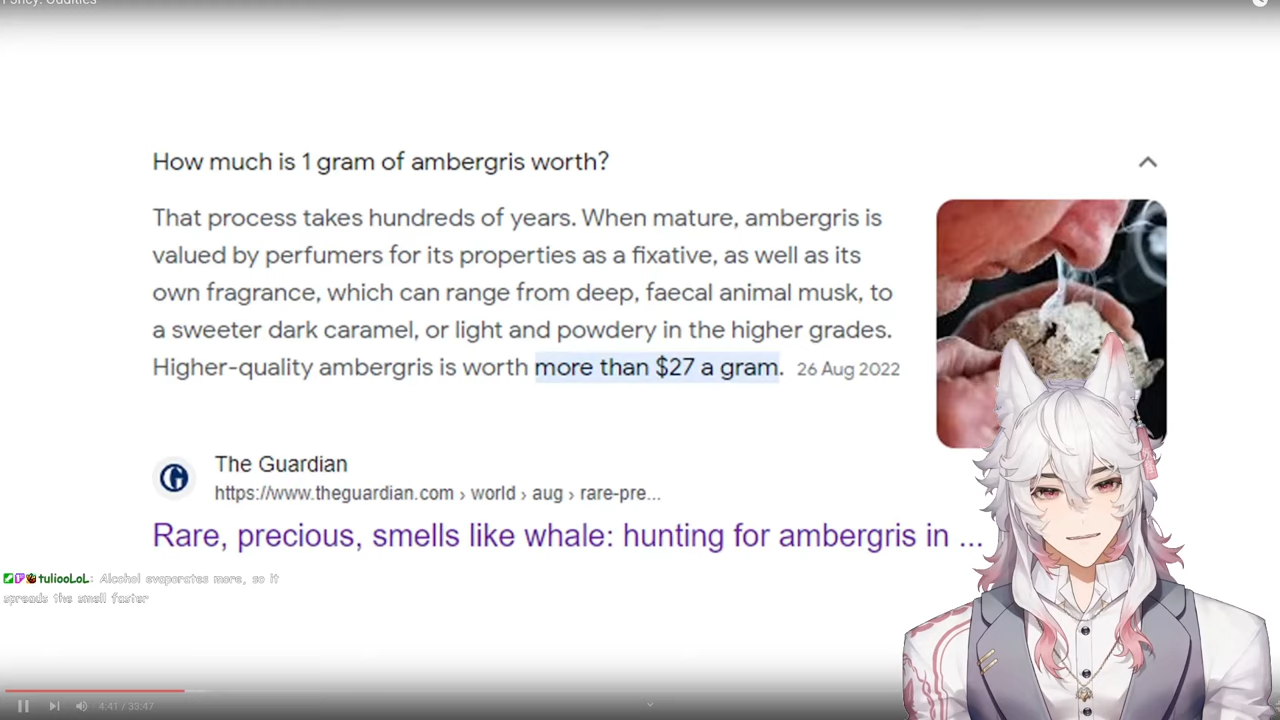 How much is 1 gram of ambergris worth?
That process takes hundreds of years. When mature, ambergris is
valued by perfumers for its properties as a fixative, as well as its
own fragrance, which can range from deep, faecal animal musk, to
a sweeter dark caramel, or light and powdery in the higher grades.
Higher-quality ambergris is worth more than $27 a gram. 26 Aug 2022
The Guardian
https://www.theguardian.com › world › aug › rare-pre...
Rare, precious, smells like whale: hunting for ambergris in ...
tuliooLoL: Alcohol evaporates more, so it
spreads the smell faster
4:41 / 33:47